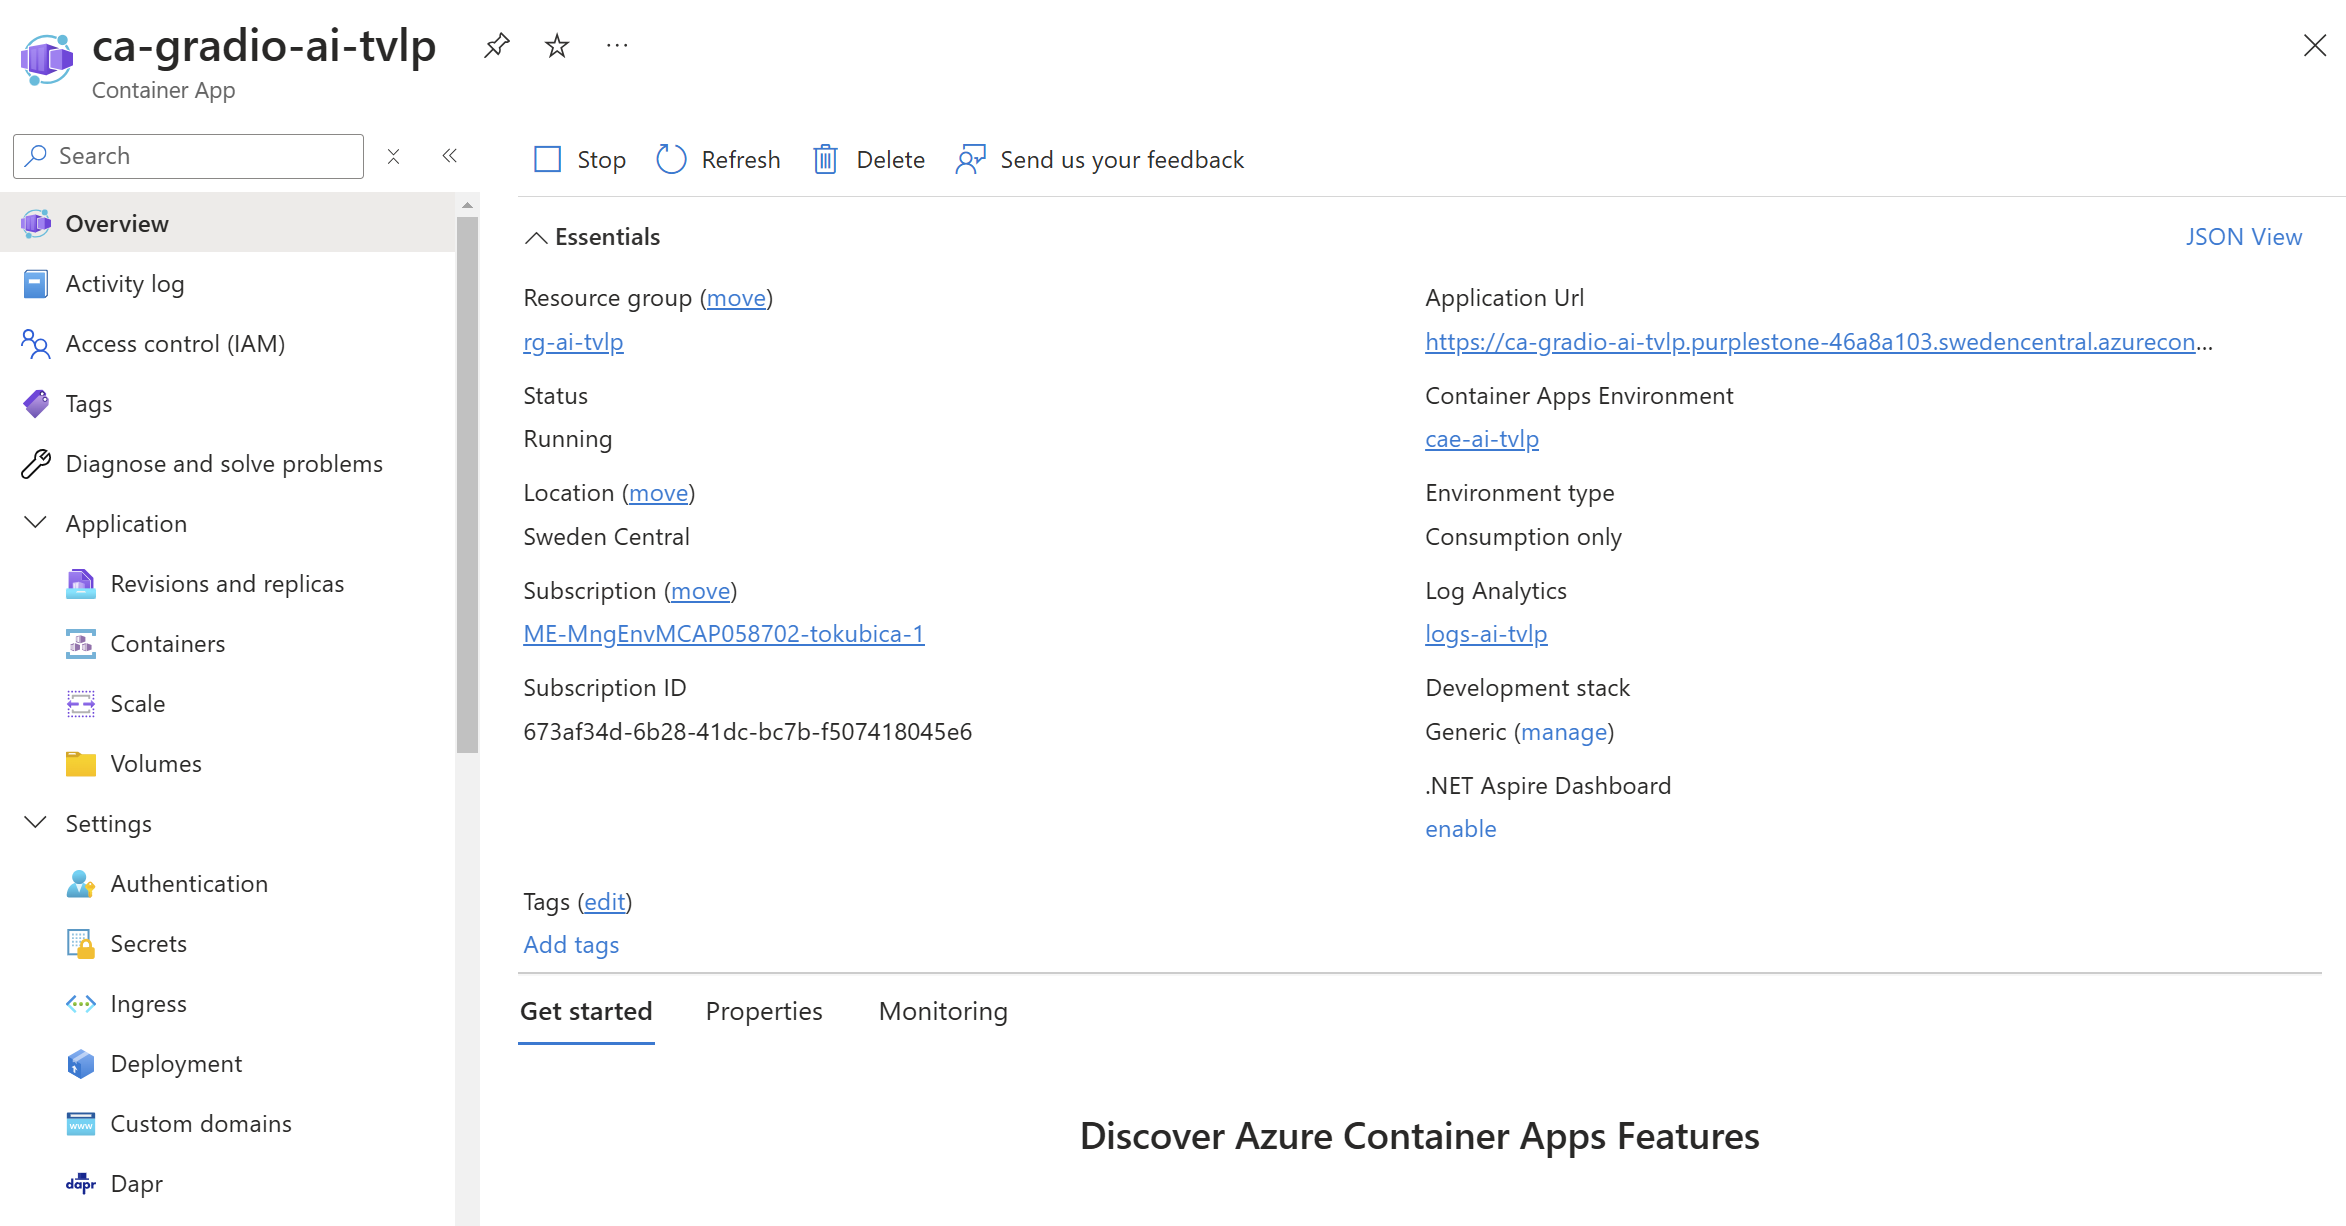 ca-gradio-ai-tvlp
Container App
Search
Stop
Refresh
Delete
Send us your feedback
Overview
Activity log
Access control (IAM)
Tags
Diagnose and solve problems
Application
Revisions and replicas
Containers
Scale
Volumes
Settings
Authentication
Secrets
Ingress
Deployment
www
Custom domains
dapr
Dapr
Essentials
JSON View
Resource group (move)
rg-ai-tvlp
Status
Running
Location (move)
Sweden Central
Subscription (move)
ME-MngEnvMCAP058702-tokubica-1
Subscription ID
673af34d-6b28-41dc-bc7b-f507418045e6
Application Url
https://ca-gradio-ai-tvlp.purplestone-46a8a103.swedencentral.azurecon...
Container Apps Environment
cae-ai-tvlp
Environment type
Consumption only
Log Analytics
logs-ai-tvlp
Development stack
Generic (manage)
.NET Aspire Dashboard
enable
Tags (edit)
Add tags
Get started
Properties
Monitoring
Discover Azure Container Apps Features